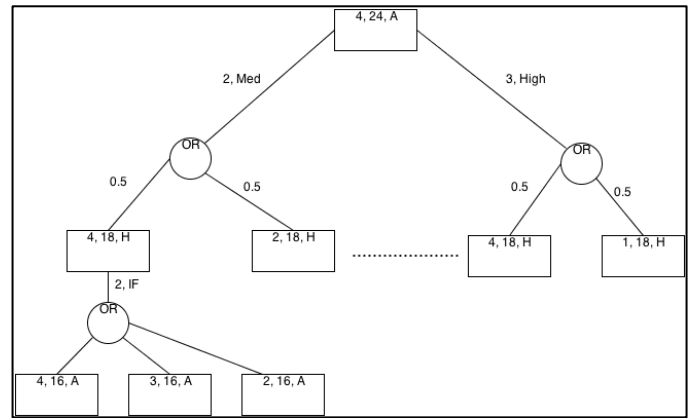 4, 24, A
2, Med
3, High
OR
OR
0.5
0.5
0.5
0.5
4, 18, H
2, 18, H
4, 18, H
1, 18, H
2, IF
OR
4, 16, A
3, 16, A
2, 16, A